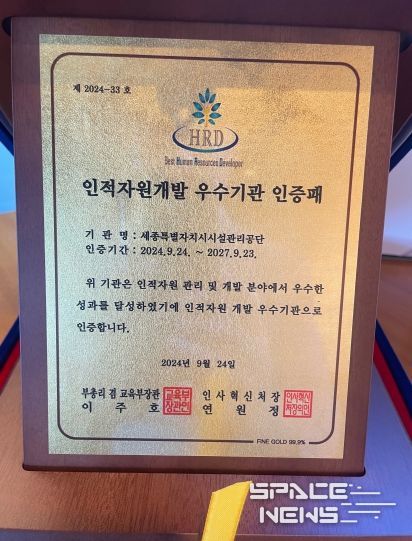 제 2024-33 호
HRD
Best Human Resources Developer
인적자원개발 우수기관 인증패
기 관 명 : 세종특별자치시시설관리공단
인증기간 : 2024.9.24. ~ 2027.9.23.
위 기관은 인적자원 관리 및 개발 분야에서 우수한
성과를 달성하였기에 인적자원 개발 우수기관으로
인증합니다.
2024년 9월 24일
부총리 겸 교육부장관 교육부장관인 인사혁신처장 인사혁신처장의인
이 주 호 연 원 정
FINE GOLD 99.9%
SPACE
NEWS